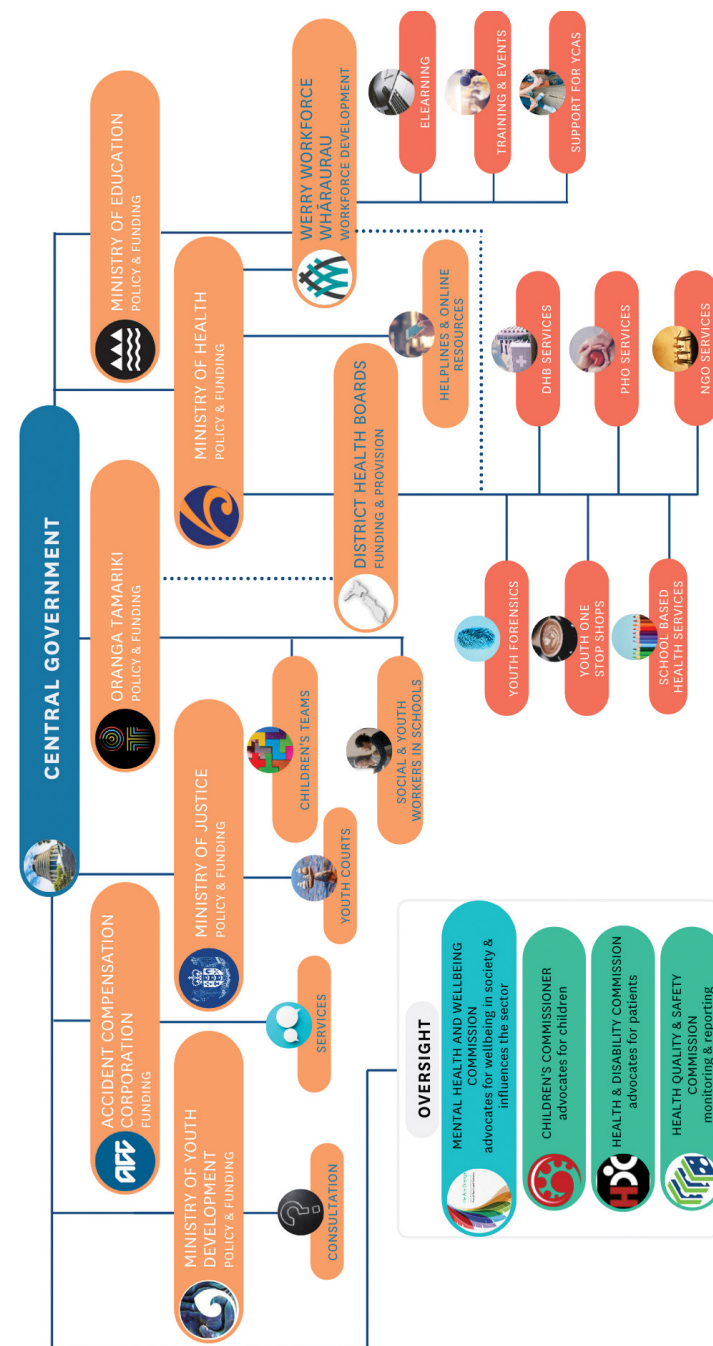 CENTRAL GOVERNMENT
ACCIDENT COMPENSATION
CORPORATION
FUNDING
ORANGA TAMARIKI
POLICY & FUNDING
MINISTRY OF EDUCATION
POLICY & FUNDING
MINISTRY OF YOUTH
DEVELOPMENT
POLICY & FUNDING
MINISTRY OF JUSTICE
POLICY & FUNDING
MINISTRY OF HEALTH
POLICY & FUNDING
CONSULTATION
SERVICES
YOUTH COURTS
CHILDREN'S TEAMS
SOCIAL & YOUTH
WORKERS IN SCHOOLS
DISTRICT HEALTH BOARDS
FUNDING & PROVISION
HELPLINES & ONLINE
RESOURCES
WERRY WORKFORCE
WHĀRAURAU
WORKFORCE DEVELOPMENT
ELEARNING
TRAINING & EVENTS
SUPPORT FOR YCAS
YOUTH FORENSICS
YOUTH ONE
STOP SHOPS
SCHOOL BASED
HEALTH SERVICES
DHB SERVICES
PHO SERVICES
NGO SERVICES
OVERSIGHT
MENTAL HEALTH AND WELLBEING
COMMISSION
advocates for wellbeing in society &
influences the sector
CHILDREN'S COMMISSIONER
advocates for children
HDC
HEALTH & DISABILITY COMMISSION
advocates for patients
HEALTH QUALITY & SAFETY
COMMISSION
monitoring & reporting